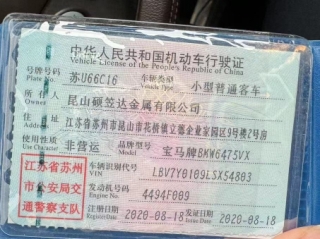 中华人民共和国机动车行驶证
Vehicle License of the People's Republic of China
号牌号码 苏U66C16 车辆类型 小型普通客车
Plate No. Vehicle Type
所有人 昆山硕笠达金属有限公司
Owner
住址 江苏省苏州市昆山市花桥镇立德企业家园区9号楼2号商
Address
使用性质 非营运 品牌型号 宝马牌BMW6475VX
Use Character Model
江苏省苏州市公安局交通警察支队
车辆识别代号 LBV7Y0109LSX54803
VIN
发动机号码 4494F009
Engine No.
注册日期 2020-08-18 发证日期 2020-08-18
Register Date Issue Date